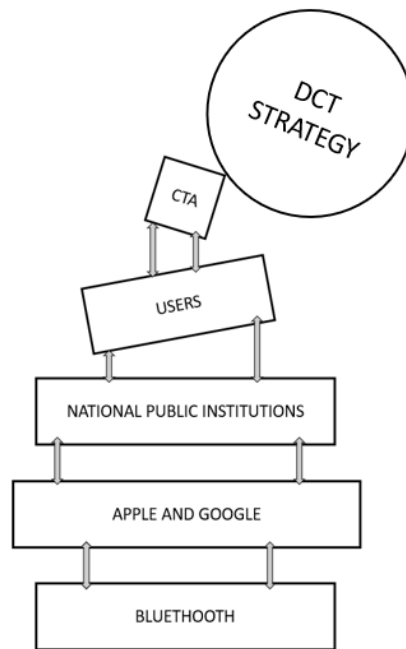 DCT
STRATEGY
CTA
USERS
NATIONAL PUBLIC INSTITUTIONS
APPLE AND GOOGLE
BLUETHOOTH